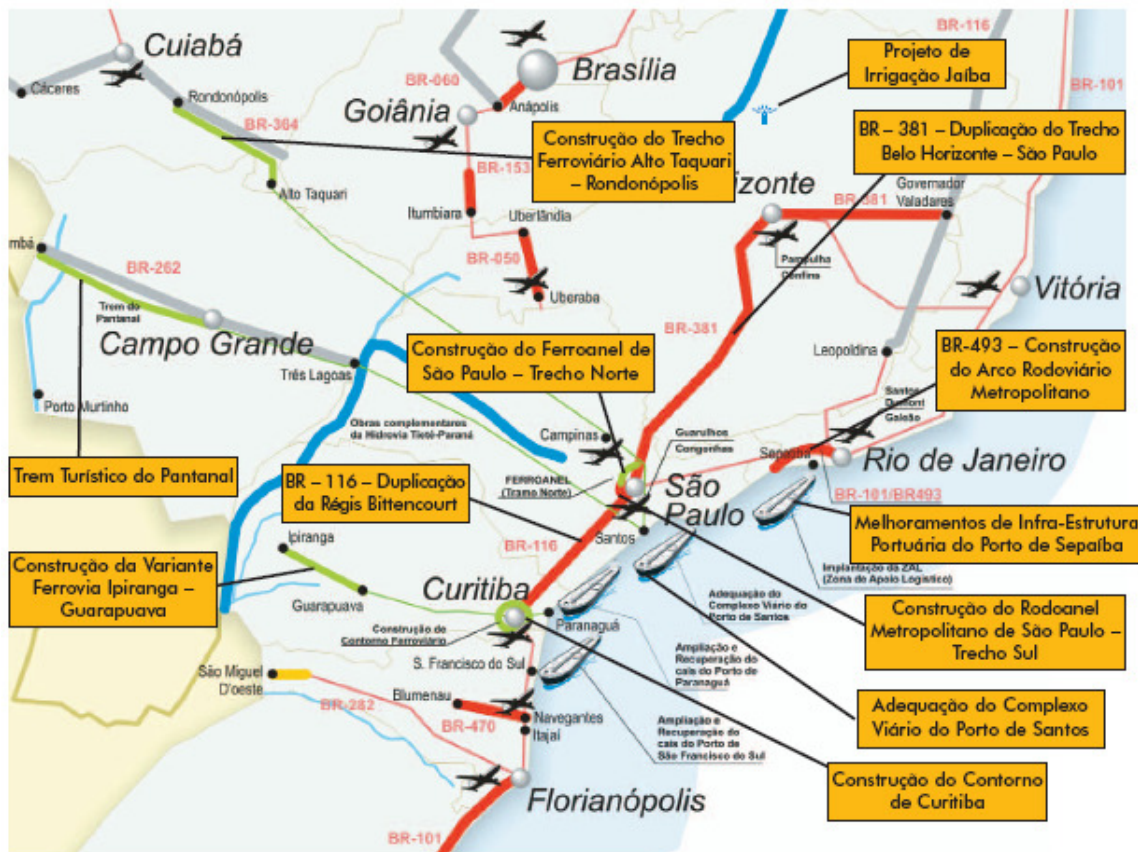 BR-116
Cuiabá
Projeto de
Irrigação Jaíba
Brasília
BR-060
BR-101
Cáceres
Rondonópolis
Anápolis
Goiânia
BR-364
Construção do Trecho
Ferroviário Alto Taquari
– Rondonópolis
BR – 381 – Duplicação do Trecho
Belo Horizonte – São Paulo
BR-153
Alto Taquari
izonte
Governador
Valadares
BR-381
Itumbiara
Uberlândia
mbá
BR-262
BR-050
Pampulha
Confins
Vitória
Uberaba
Trem do
Pantanal
Campo Grande
BR-381
Construção do Ferroanel de
São Paulo – Trecho Norte
Leopoldina
BR-493 – Construção
do Arco Rodoviário
Metropolitano
Três Lagoas
Porto Murtinho
Santos
Dumont
Galeão
Obras complementares
da Hidrovia Tietê-Paraná
Campinas
Guarulhos
Congonhas
Sepetiba
Rio de Janeiro
Trem Turístico do Pantanal
BR – 116 – Duplicação
da Régis Bittencourt
FERROANEL
(Tramo Norte)
São
Paulo
BR-101/BR493
Melhoramentos de Infra-Estrutura
Portuária do Porto de Sepaíba
Santos
Ipiranga
BR-116
Implantação da ZAL
(Zona de Apoio Logístico)
Construção da Variante
Ferrovia Ipiranga –
Guarapuava
Guarapuava
Curitiba
Adequação do
Complexo Viário do
Porto de Santos
Paranaguá
Construção do Rodoanel
Metropolitano de São Paulo –
Trecho Sul
Construção de
Contorno Ferroviário
Ampliação e
Recuperação do
cais do Porto de
Paranaguá
S. Francisco do Sul
São Miguel
D'oeste
Blumenau
BR-282
BR-470
Navegantes
Itajaí
Ampliação e
Recuperação do
cais do Porto de
São Francisco do Sul
Adequação do Complexo
Viário do Porto de Santos
Construção do Contorno
de Curitiba
Florianópolis
BR-101